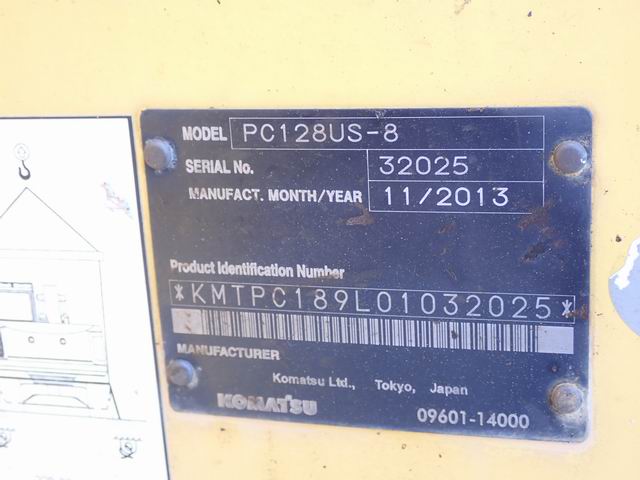 MODEL PC128US-8
SERIAL No. 32025
MANUFACT. MONTH/YEAR 11/2013
Product Identification Number
*KMTPC189L01032025*
MANUFACTURER
Komatsu Ltd., Tokyo, Japan
KOMATSU 09601-14000